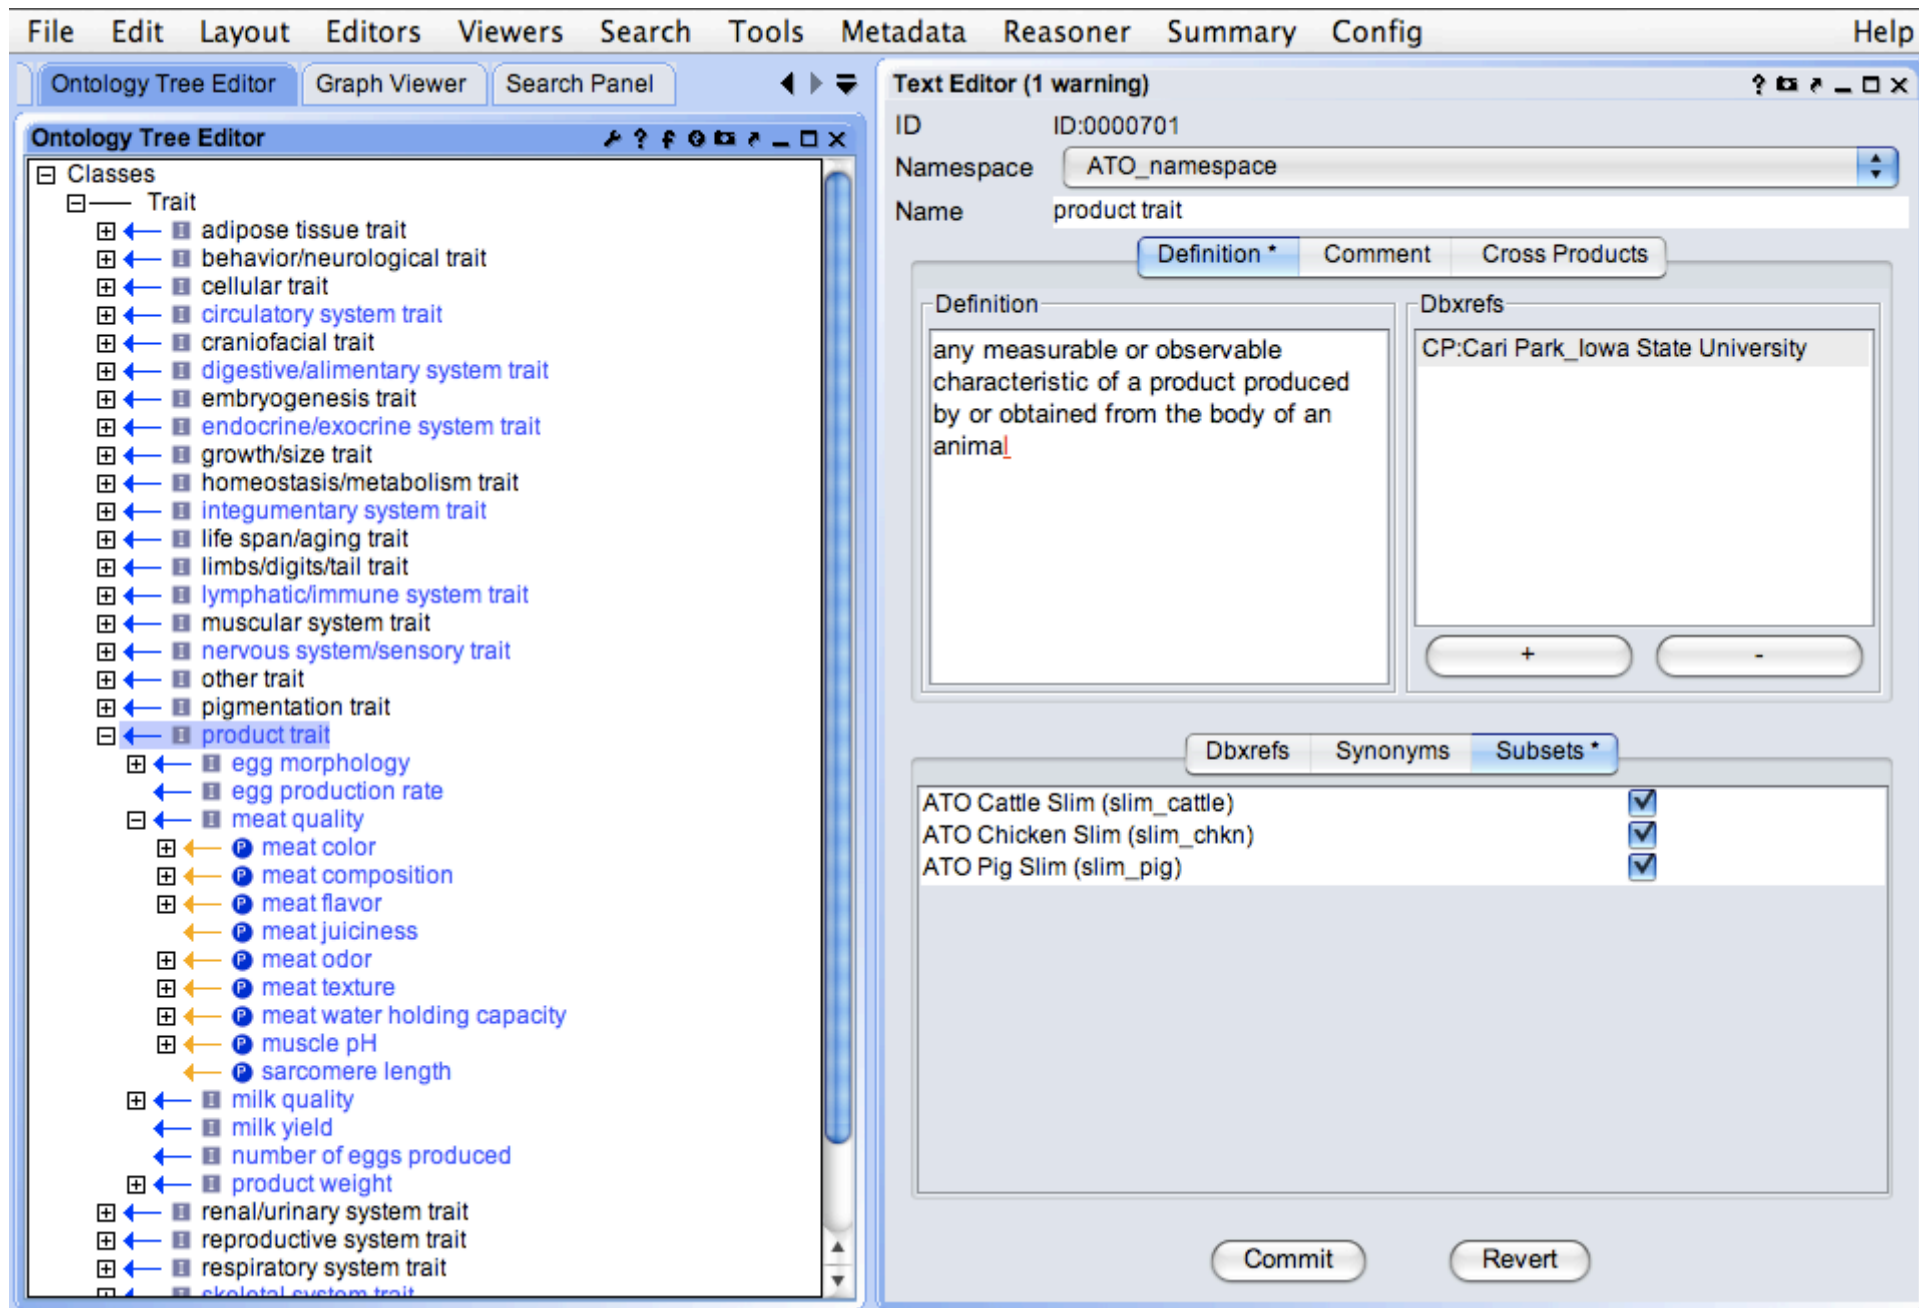 File Edit Layout Editors Viewers Search Tools Metadata Reasoner Summary Config Help
Ontology Tree Editor Graph Viewer Search Panel
Ontology Tree Editor
Classes
Trait
adipose tissue trait
behavior/neurological trait
cellular trait
circulatory system trait
craniofacial trait
digestive/alimentary system trait
embryogenesis trait
endocrine/exocrine system trait
growth/size trait
homeostasis/metabolism trait
integumentary system trait
life span/aging trait
limbs/digits/tail trait
lymphatic/immune system trait
muscular system trait
nervous system/sensory trait
other trait
pigmentation trait
product trait
egg morphology
egg production rate
meat quality
P meat color
P meat composition
P meat flavor
P meat juiciness
P meat odor
P meat texture
P meat water holding capacity
P muscle pH
P sarcomere length
milk quality
milk yield
number of eggs produced
product weight
renal/urinary system trait
reproductive system trait
respiratory system trait
skeletal system trait
Text Editor (1 warning)
ID ID:0000701
Namespace ATO_namespace
Name product trait
Definition * Comment Cross Products
Definition
any measurable or observable
characteristic of a product produced
by or obtained from the body of an
animal
Dbxrefs
CP:Cari Park_Iowa State University
+ -
Dbxrefs Synonyms Subsets *
ATO Cattle Slim (slim_cattle)
ATO Chicken Slim (slim_chkn)
ATO Pig Slim (slim_pig)
Commit Revert